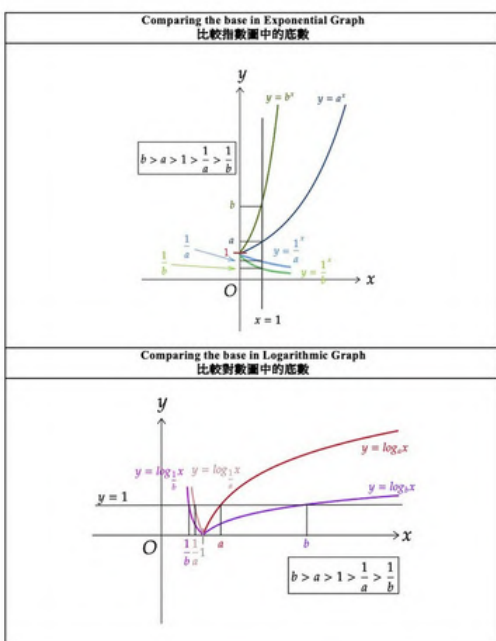 Comparing the base in Exponential Graph
比較指數圖中的底數
y
y = b^x
y = a^x
b > a > 1 > 1/a > 1/b
b
a
1/a
1
y = 1/a^x
1/b
y = 1/b^x
O
x
x = 1
Comparing the base in Logarithmic Graph
比較對數圖中的底數
y
y = log_a x
y = log_{1/b} x
y = log_{1/a} x
y = log_b x
y = 1
O
1/b
1/a
1
a
b
x
b > a > 1 > 1/a > 1/b